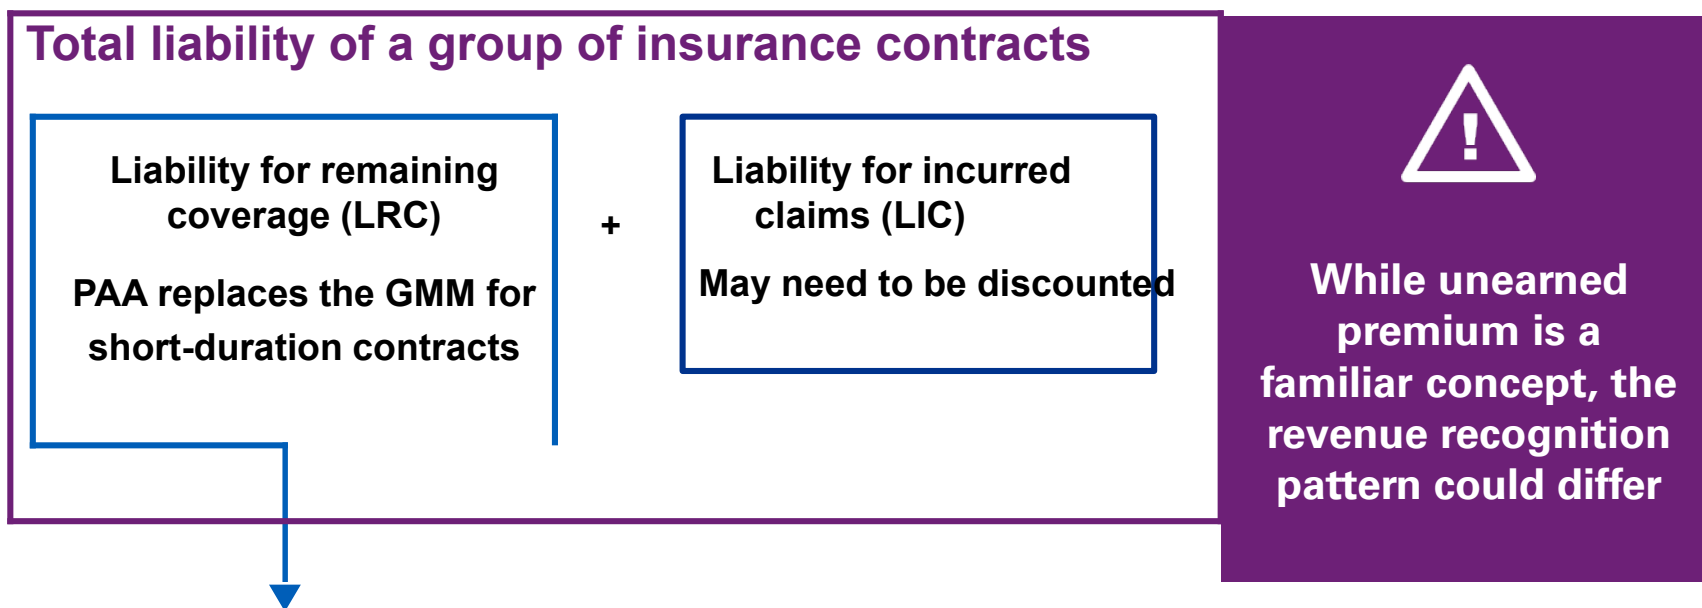 Total liability of a group of insurance contracts
Liability for remaining
coverage (LRC)
PAA replaces the GMM for
short-duration contracts
+
Liability for incurred
claims (LIC)
May need to be discounted
!
While unearned
premium is a
familiar concept, the
revenue recognition
pattern could differ